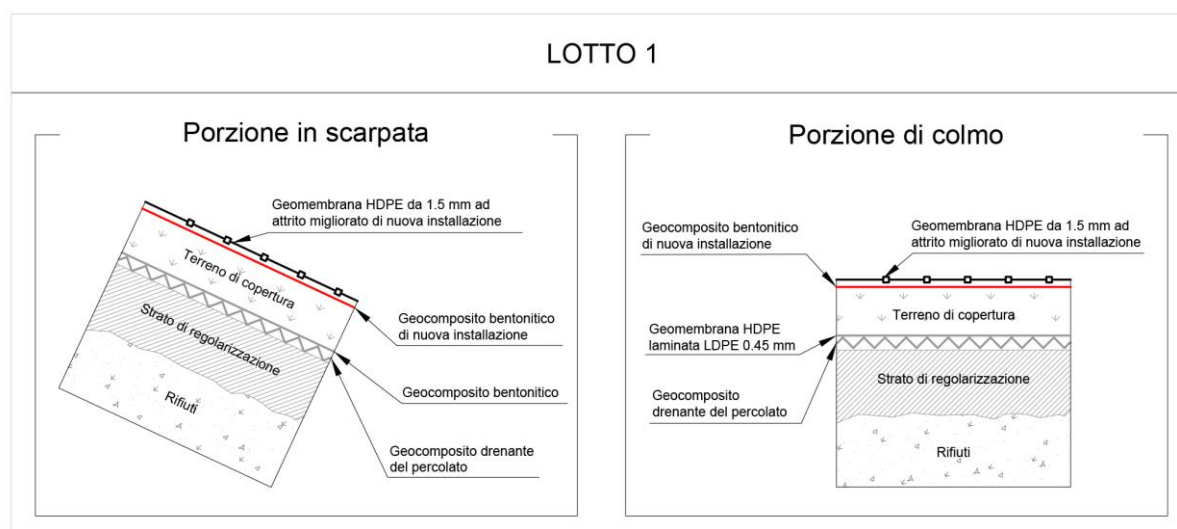 LOTTO 1
Porzione in scarpata
Geomembrana HDPE da 1.5 mm ad
attrito migliorato di nuova installazione
Terreno di copertura
Strato di regolarizzazione
Rifiuti
Geocomposito bentonitico
di nuova installazione
Geocomposito bentonitico
Geocomposito drenante
del percolato
Porzione di colmo
Geocomposito bentonitico
di nuova installazione
Geomembrana HDPE da 1.5 mm ad
attrito migliorato di nuova installazione
Terreno di copertura
Geomembrana HDPE
laminata LDPE 0.45 mm
Strato di regolarizzazione
Geocomposito
drenante del percolato
Rifiuti